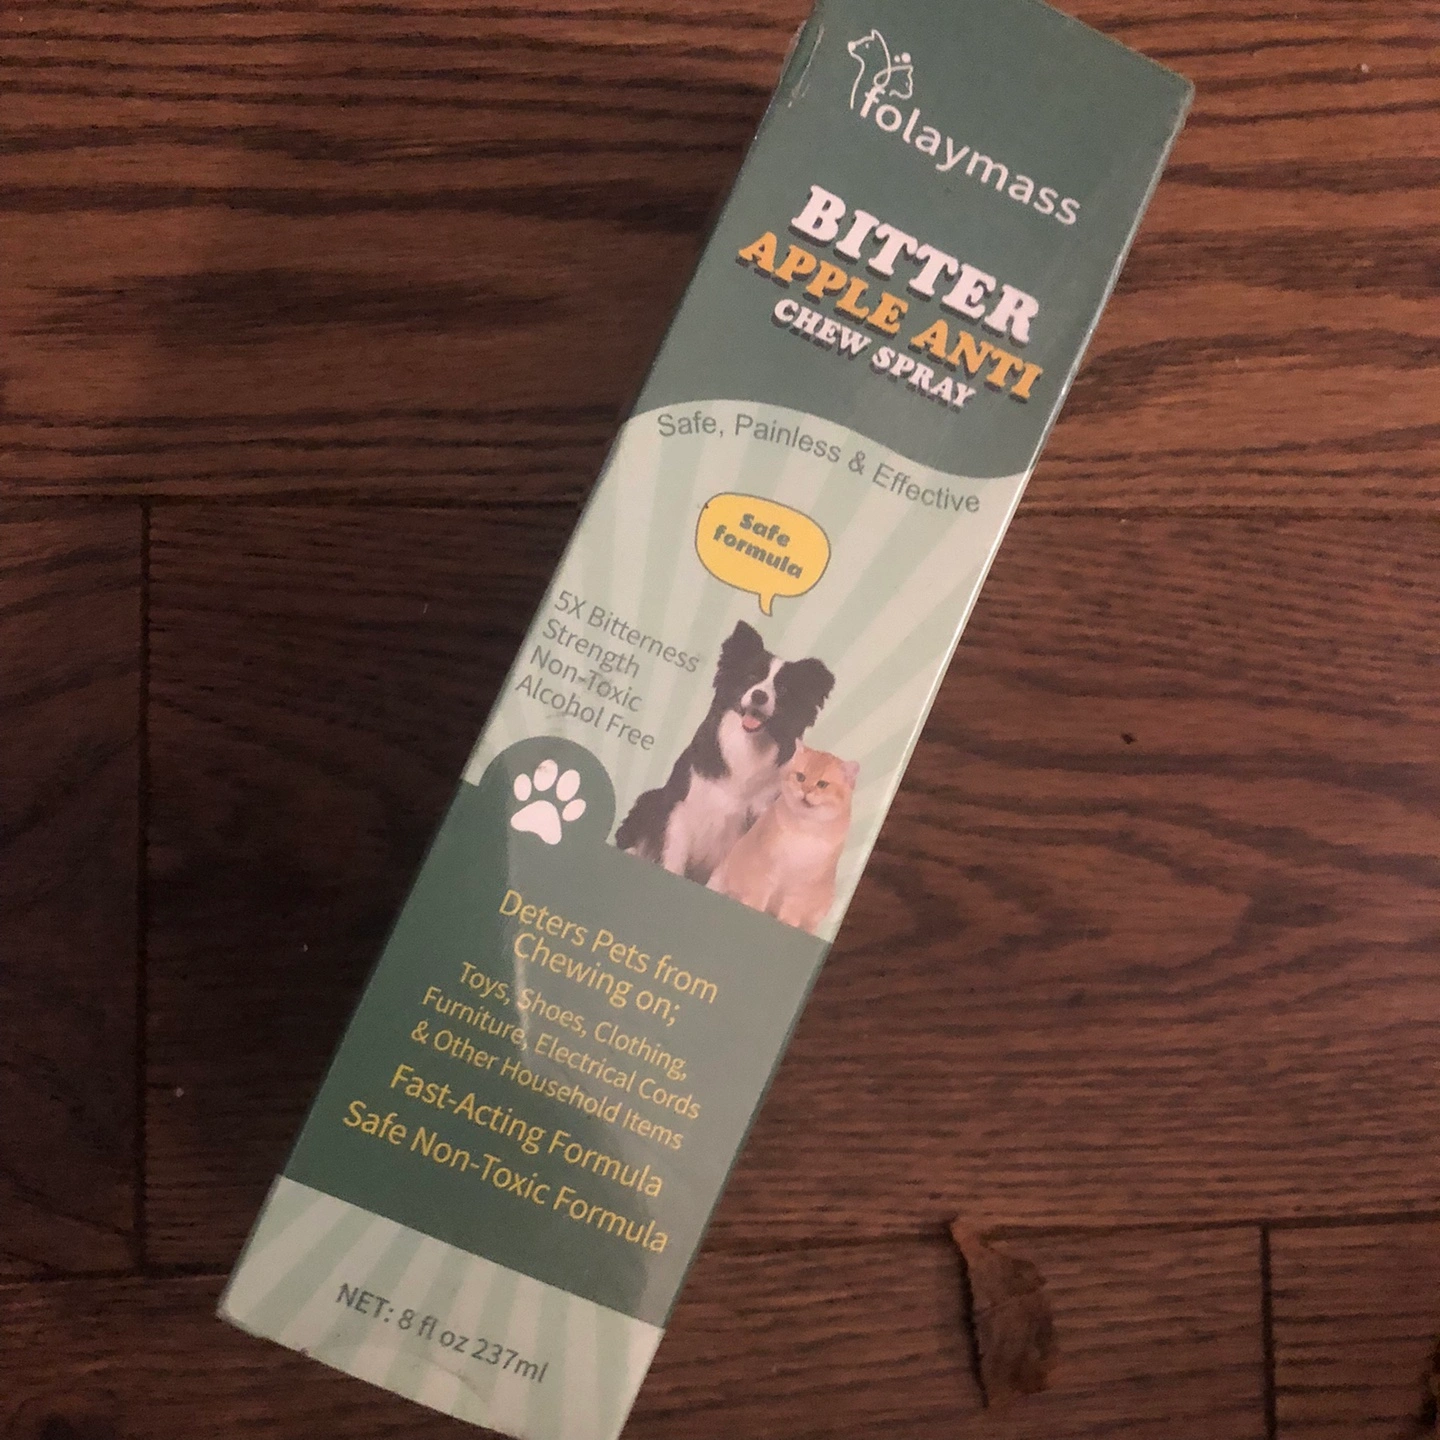 folaymass
BITTER
APPLE ANTI
CHEW SPRAY
Safe, Painless & Effective
Safe
formula
5X Bitterness
Strength
Non-Toxic
Alcohol Free
Deters Pets from
Chewing on;
Toys, Shoes, Clothing,
Furniture, Electrical Cords
& Other Household Items
Fast-Acting Formula
Safe Non-Toxic Formula
NET: 8 fl oz 237ml